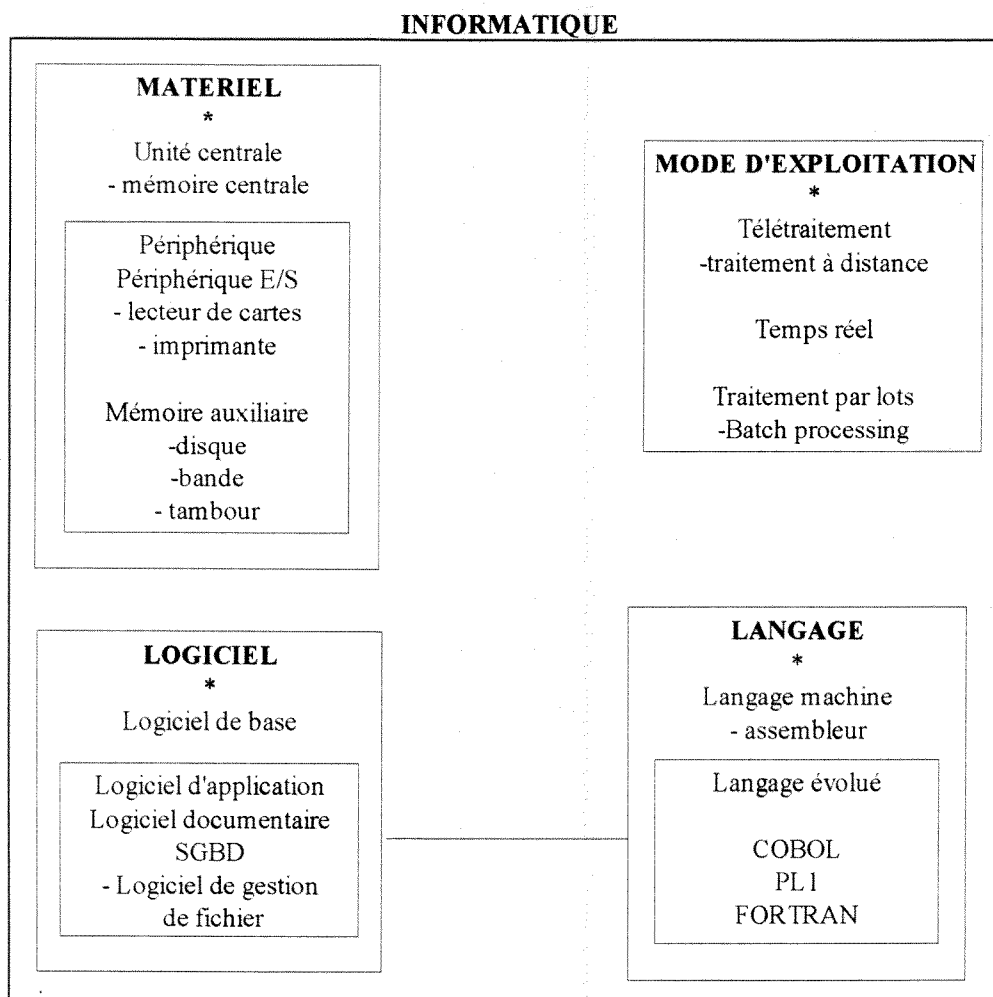 INFORMATIQUE
MATERIEL
*
Unité centrale
- mémoire centrale
Périphérique
Périphérique E/S
- lecteur de cartes
- imprimante
Mémoire auxiliaire
-disque
-bande
- tambour
MODE D'EXPLOITATION
*
Télétraitement
-traitement à distance
Temps réel
Traitement par lots
-Batch processing
LOGICIEL
*
Logiciel de base
Logiciel d'application
Logiciel documentaire
SGBD
- Logiciel de gestion
de fichier
LANGAGE
*
Langage machine
- assembleur
Langage évolué
COBOL
PL1
FORTRAN